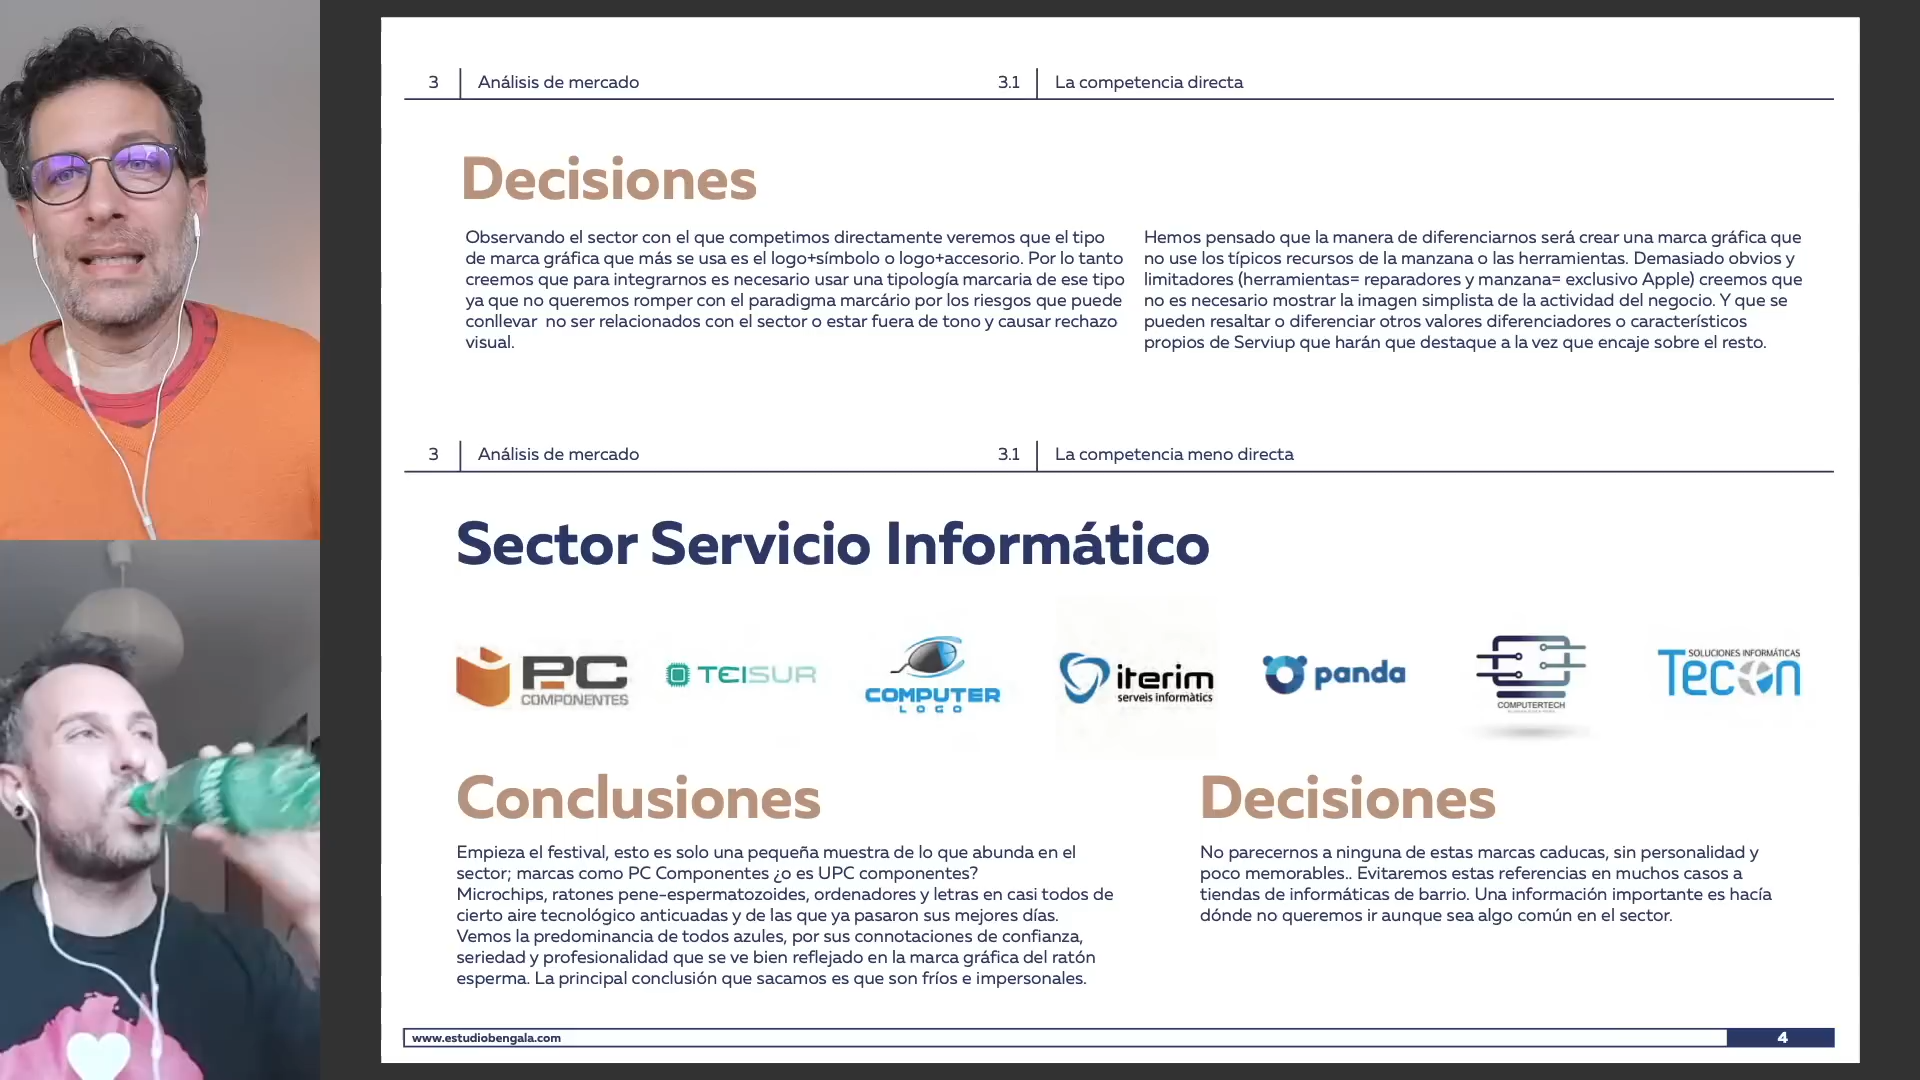 3 Análisis de mercado 3.1 La competencia directa
Decisiones
Observando el sector con el que competimos directamente veremos que el tipo
de marca gráfica que más se usa es el logo+símbolo o logo+accesorio. Por lo tanto
creemos que para integrarnos es necesario usar una tipología marcaria de ese tipo
ya que no queremos romper con el paradigma marcário por los riesgos que puede
conllevar no ser relacionados con el sector o estar fuera de tono y causar rechazo
visual.
Hemos pensado que la manera de diferenciarnos será crear una marca gráfica que
no use los típicos recursos de la manzana o las herramientas. Demasiado obvios y
limitadores (herramientas= reparadores y manzana= exclusivo Apple) creemos que
no es necesario mostrar la imagen simplista de la actividad del negocio. Y que se
pueden resaltar o diferenciar otros valores diferenciadores o característicos
propios de Serviup que harán que destaque a la vez que encaje sobre el resto.
3 Análisis de mercado 3.1 La competencia meno directa
Sector Servicio Informático
PC
COMPONENTES
TEISUR
COMPUTER
LOGO
iterim
serveis informàtics
panda
COMPUTERTECH
SOLUCIONES INFORMÁTICAS
Tecon
Conclusiones
Empieza el festival, esto es solo una pequeña muestra de lo que abunda en el
sector; marcas como PC Componentes ¿o es UPC componentes?
Microchips, ratones pene-espermatozoides, ordenadores y letras en casi todos de
cierto aire tecnológico anticuadas y de las que ya pasaron sus mejores días.
Vemos la predominancia de todos azules, por sus connotaciones de confianza,
seriedad y profesionalidad que se ve bien reflejado en la marca gráfica del ratón
esperma. La principal conclusión que sacamos es que son fríos e impersonales.
Decisiones
No parecernos a ninguna de estas marcas caducas, sin personalidad y
poco memorables.. Evitaremos estas referencias en muchos casos a
tiendas de informáticas de barrio. Una información importante es hacía
dónde no queremos ir aunque sea algo común en el sector.
www.estudiobengala.com 4